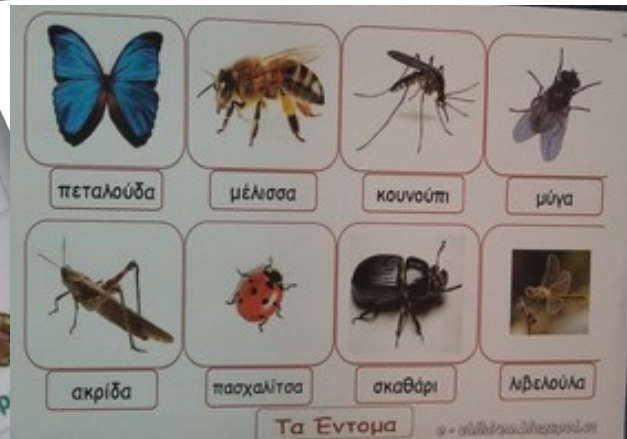 πεταλούδα μέλισσα κουνούπι μύγα
ακρίδα πασχαλίτσα σκαθάρι λιβελούλα
Τα Έντομα